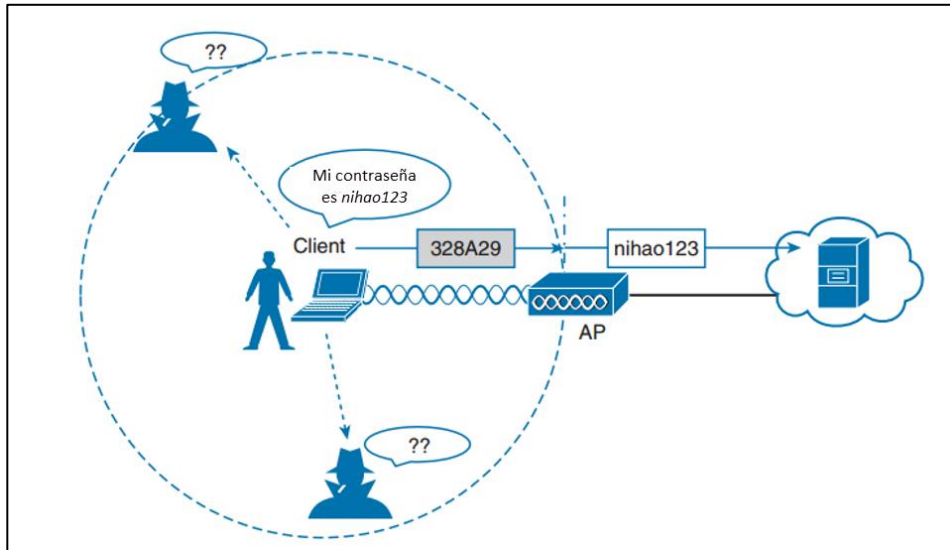 ??
Mi contraseña
es nihao123
Client
328A29
nihao123
AP
??